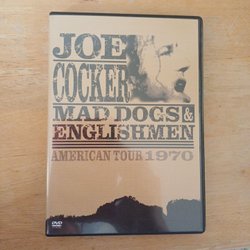 JOE
COCKER
MAD DOGS &
ENGLISHMEN
AMERICAN TOUR 1970
DVD